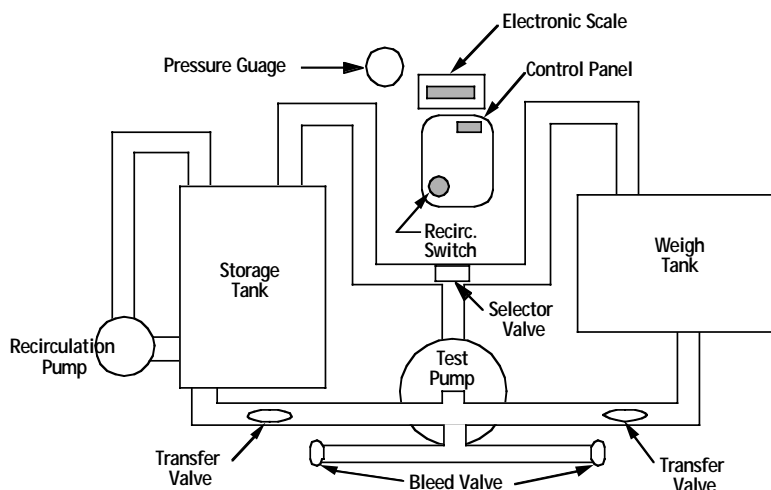 Electronic Scale
Pressure Guage
Control Panel
Recirc.
Switch
Storage
Tank
Weigh
Tank
Selector
Valve
Recirculation
Pump
Test
Pump
Transfer
Valve
Bleed Valve
Transfer
Valve